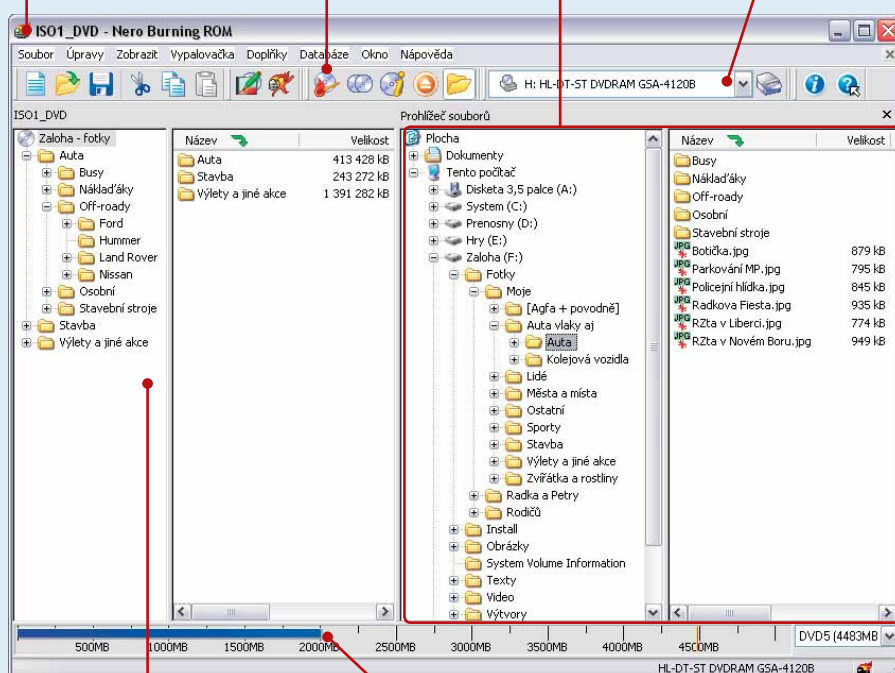 ISO1_DVD - Nero Burning ROM
Soubor Úpravy Zobrazit Vypalovačka Doplňky Databáze Okno Nápověda
H: HL-DT-ST DVDRAM GSA-4120B
ISO1_DVD
Zaloha - fotky
Auta
Busy
Náklaďáky
Off-roady
Ford
Hummer
Land Rover
Nissan
Osobní
Stavební stroje
Stavba
Výlety a jiné akce
Název Velikost
Auta 413 428 kB
Stavba 243 272 kB
Výlety a jiné akce 1 391 282 kB
Prohlížeč souborů
Plocha
Dokumenty
Tento počítač
Disketa 3,5 palce (A:)
System (C:)
Prenosny (D:)
Hry (E:)
Zaloha (F:)
Fotky
Moje
[Agfa + povodně]
Auta vlaky aj
Auta
Kolejová vozidla
Lidé
Města a místa
Ostatní
Sporty
Stavba
Výlety a jiné akce
Zvířátka a rostliny
Radka a Petry
Rodičů
Install
Obrázky
System Volume Information
Texty
Video
Výtvory
Název Velikost
Busy
Náklaďáky
Off-roady
Osobní
Stavební stroje
JPG Botička.jpg 879 kB
JPG Parkování MP.jpg 795 kB
JPG Policejní hlídka.jpg 845 kB
JPG Radkova Fiesta.jpg 935 kB
JPG RZta v Liberci.jpg 774 kB
JPG RZta v Novém Boru.jpg 949 kB
500MB 1000MB 1500MB 2000MB 2500MB 3000MB 3500MB 4000MB 4500MB DVD5 (4483MB
HL-DT-ST DVDRAM GSA-4120B